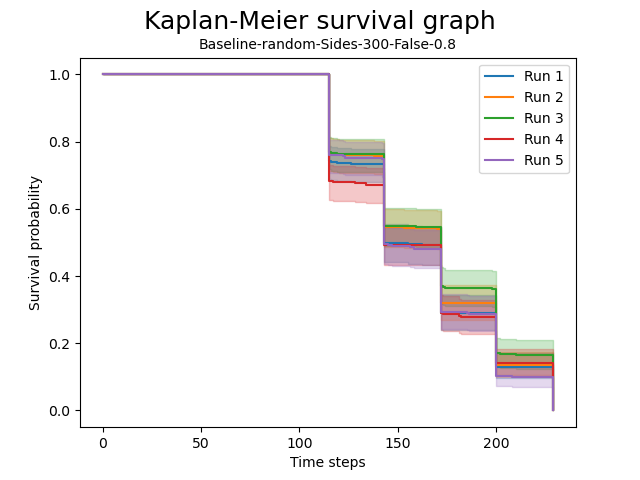 Kaplan-Meier survival graph
Baseline-random-Sides-300-False-0.8
Survival probability
1.0
0.8
0.6
0.4
0.2
0.0
Run 1
Run 2
Run 3
Run 4
Run 5
0 50 100 150 200
Time steps